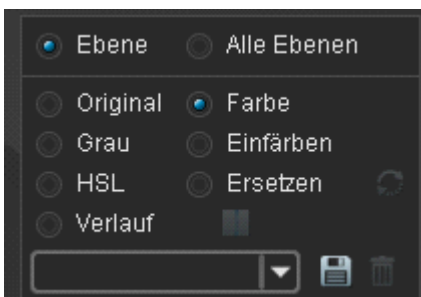 Ebene Alle Ebenen
Original Farbe
Grau Einfärben
HSL Ersetzen
Verlauf